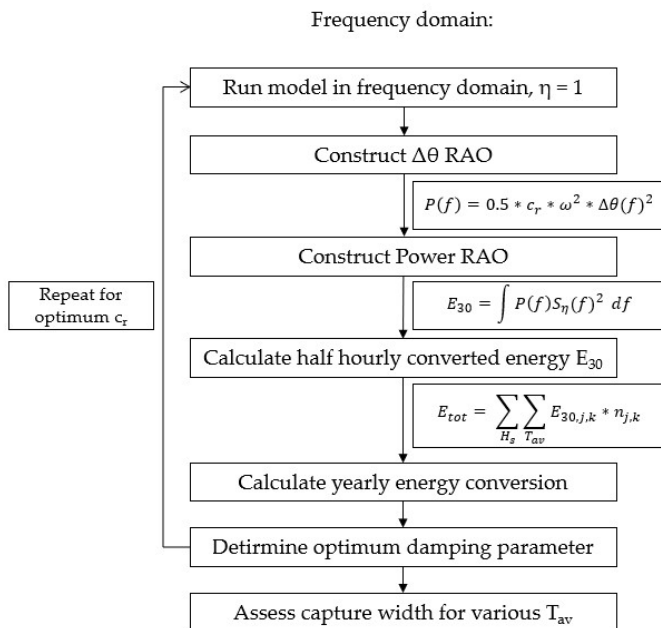 Frequency domain:
Run model in frequency domain, η = 1
Construct Δθ RAO
P(f) = 0.5 * c_r * ω² * Δθ(f)²
Construct Power RAO
Repeat for
optimum c_r
E_30 = ∫ P(f)S_η(f)² df
Calculate half hourly converted energy E_30
E_tot = ∑_{H_s} ∑_{T_av} E_{30,j,k} * n_{j,k}
Calculate yearly energy conversion
Detirmine optimum damping parameter
Assess capture width for various T_av